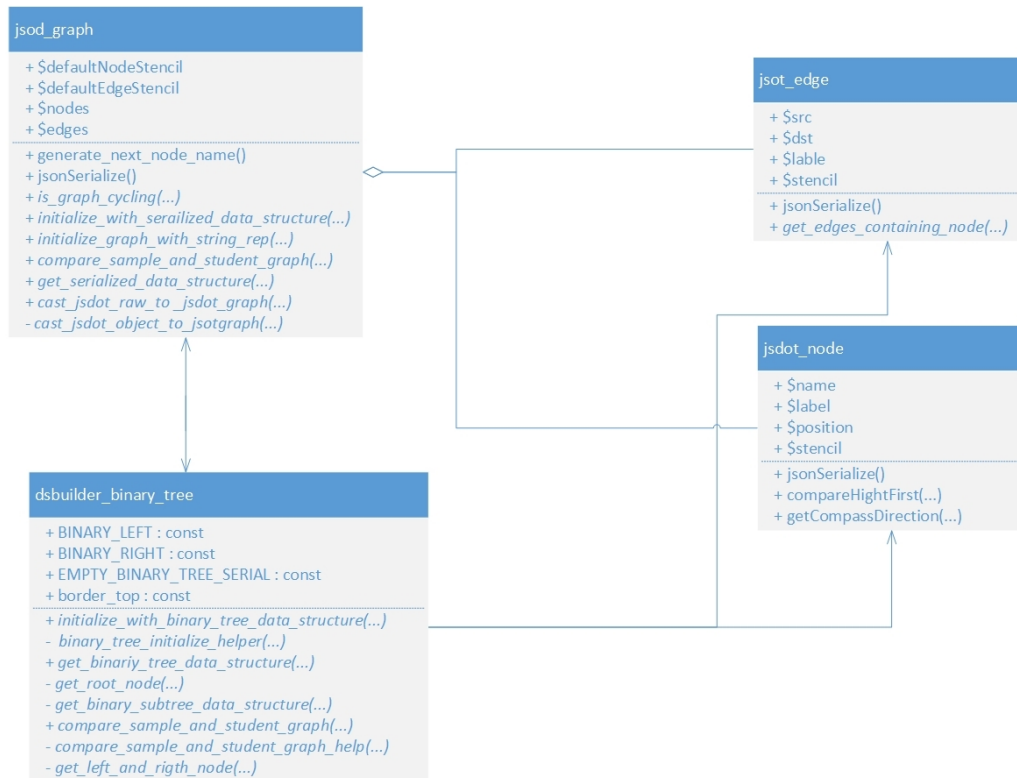 jsod_graph
+ $defaultNodeStencil
+ $defaultEdgeStencil
+ $nodes
+ $edges
+ generate_next_node_name()
+ jsonSerialize()
+ is_graph_cycling(...)
+ initialize_with_serailized_data_structure(...)
+ initialize_graph_with_string_rep(...)
+ compare_sample_and_student_graph(...)
+ get_serialized_data_structure(...)
+ cast_jsdot_raw_to _jsdot_graph(...)
- cast_jsdot_object_to_jsotgraph(...)
jsot_edge
+ $src
+ $dst
+ $lable
+ $stencil
+ jsonSerialize()
+ get_edges_containing_node(...)
jsdot_node
+ $name
+ $label
+ $position
+ $stencil
+ jsonSerialize()
+ compareHightFirst(...)
+ getCompassDirection(...)
dsbuilder_binary_tree
+ BINARY_LEFT : const
+ BINARY_RIGHT : const
+ EMPTY_BINARY_TREE_SERIAL : const
+ border_top : const
+ initialize_with_binary_tree_data_structure(...)
- binary_tree_initialize_helper(...)
+ get_binariy_tree_data_structure(...)
- get_root_node(...)
- get_binary_subtree_data_structure(...)
+ compare_sample_and_student_graph(...)
- compare_sample_and_student_graph_help(...)
- get_left_and_rigth_node(...)